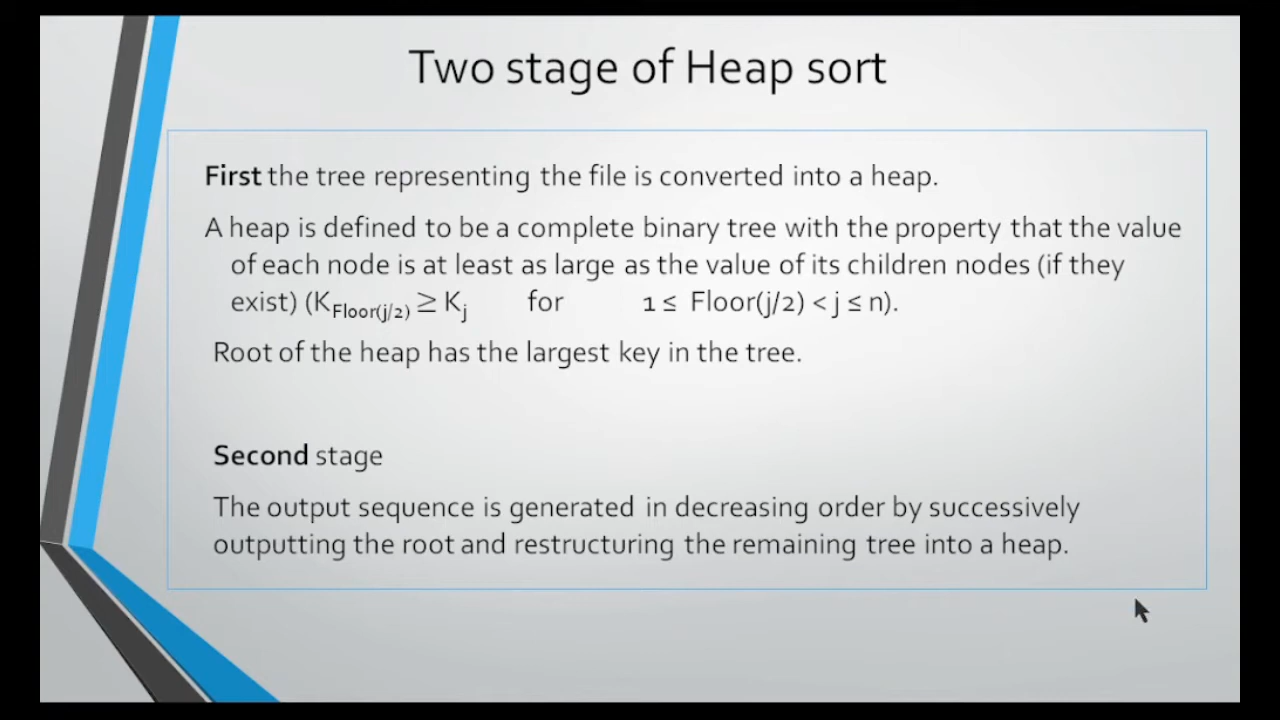 Two stage of Heap sort
First the tree representing the file is converted into a heap.
A heap is defined to be a complete binary tree with the property that the value
of each node is at least as large as the value of its children nodes (if they
exist) (K_Floor(j/2) ≥ K_j for 1 ≤ Floor(j/2) < j ≤ n).
Root of the heap has the largest key in the tree.
Second stage
The output sequence is generated in decreasing order by successively
outputting the root and restructuring the remaining tree into a heap.